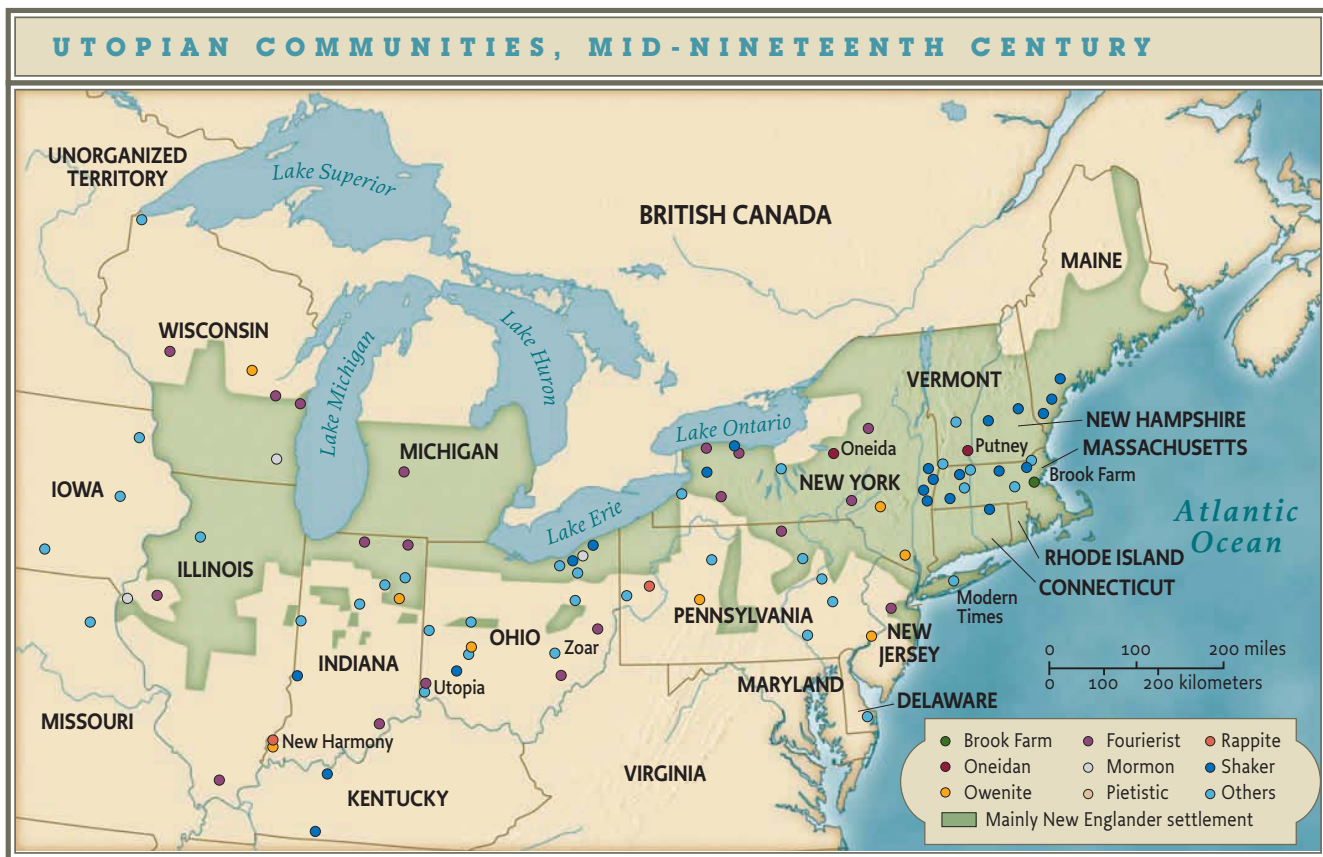 UTOPIAN COMMUNITIES, MID-NINETEENTH CENTURY
UNORGANIZED
TERRITORY
Lake Superior
BRITISH CANADA
MAINE
WISCONSIN
Lake Michigan
Lake Huron
VERMONT
MICHIGAN
Lake Ontario
Oneida
Putney
NEW HAMPSHIRE
MASSACHUSETTS
Brook Farm
IOWA
NEW YORK
Lake Erie
Atlantic
Ocean
RHODE ISLAND
CONNECTICUT
ILLINOIS
PENNSYLVANIA
Modern
Times
OHIO
Zoar
NEW
JERSEY
INDIANA
Utopia
MARYLAND
DELAWARE
0 100 200 miles
0 100 200 kilometers
MISSOURI
New Harmony
VIRGINIA
KENTUCKY
Brook Farm
Fourierist
Rappite
Oneidan
Mormon
Shaker
Owenite
Pietistic
Others
Mainly New Englander settlement